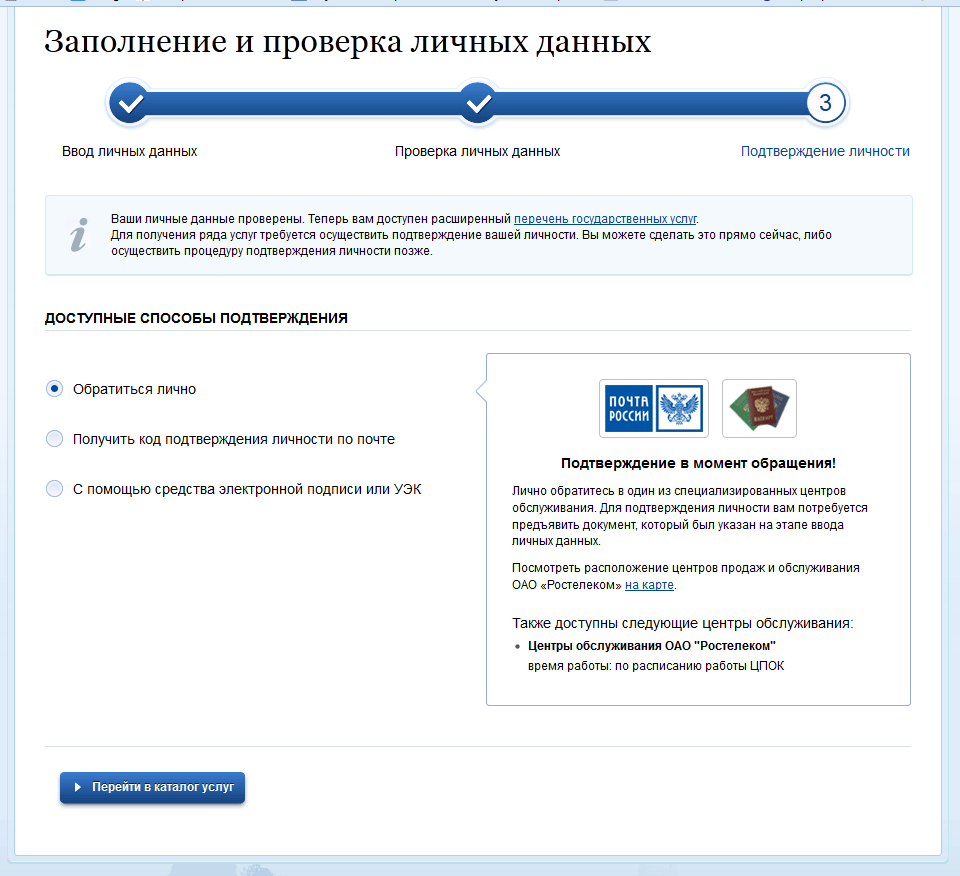 Заполнение и проверка личных данных
3
Ввод личных данных
Проверка личных данных
Подтверждение личности
i
Ваши личные данные проверены. Теперь вам доступен расширенный перечень государственных услуг.
Для получения ряда услуг требуется осуществить подтверждение вашей личности. Вы можете сделать это прямо сейчас, либо
осуществить процедуру подтверждения личности позже.
ДОСТУПНЫЕ СПОСОБЫ ПОДТВЕРЖДЕНИЯ
Обратиться лично
Получить код подтверждения личности по почте
С помощью средства электронной подписи или УЭК
ПОЧТА
РОССИИ
Подтверждение в момент обращения!
Лично обратитесь в один из специализированных центров
обслуживания. Для подтверждения личности вам потребуется
предъявить документ, который был указан на этапе ввода
личных данных.
Посмотреть расположение центров продаж и обслуживания
ОАО «Ростелеком» на карте.
Также доступны следующие центры обслуживания:
• Центры обслуживания ОАО "Ростелеком"
время работы: по расписанию работы ЦПОК
Перейти в каталог услуг